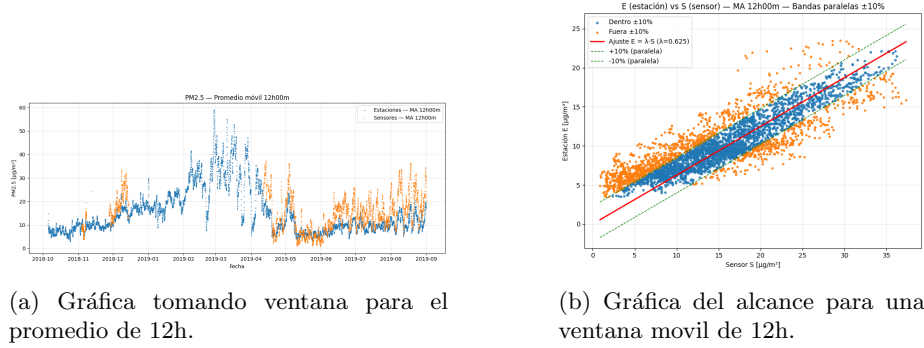 PM2.5 — Promedio móvil 12h00m
Estaciones — MA 12h00m
Sensores — MA 12h00m
PM2.5 [µg/m³]
60
50
40
30
20
10
0
2018-10 2018-11 2018-12 2019-01 2019-02 2019-03 2019-04 2019-05 2019-06 2019-07 2019-08 2019-09
Fecha
(a) Gráfica tomando ventana para el
promedio de 12h.
E (estación) vs S (sensor) — MA 12h00m — Bandas paralelas ±10%
Dentro ±10%
Fuera ±10%
Ajuste E = λ·S (λ=0.625)
+10% (paralela)
-10% (paralela)
Estación E [µg/m³]
25
20
15
10
5
0
0 5 10 15 20 25 30 35
Sensor S [µg/m³]
(b) Gráfica del alcance para una
ventana movil de 12h.